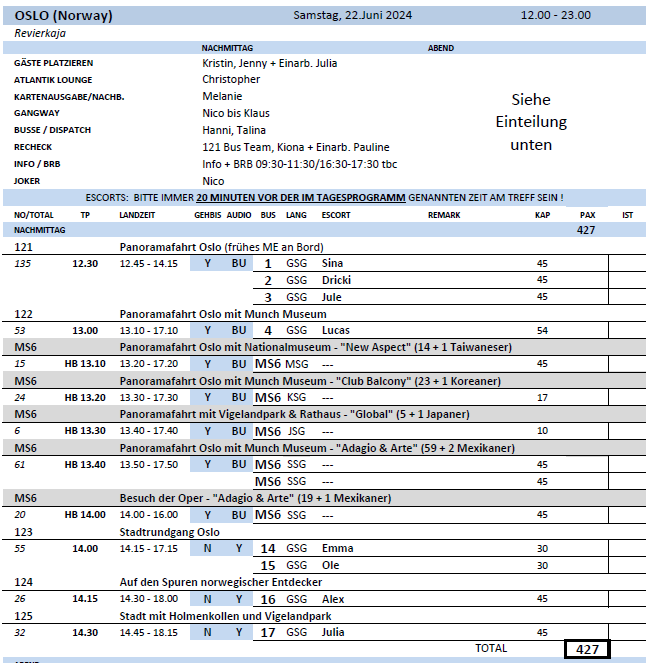 OSLO (Norway) Samstag, 22.Juni 2024 12.00 - 23.00
Revierkaja
NACHMITTAG ABEND
GÄSTE PLATZIEREN Kristin, Jenny + Einarb. Julia
ATLANTIK LOUNGE Christopher
KARTENAUSGABE/NACHB. Melanie
GANGWAY Nico bis Klaus
BUSSE / DISPATCH Hanni, Talina
RECHECK 121 Bus Team, Kiona + Einarb. Pauline
INFO / BRB Info + BRB 09:30-11:30/16:30-17:30 tbc
JOKER Nico
Siehe
Einteilung
unten
ESCORTS: BITTE IMMER 20 MINUTEN VOR DER IM TAGESPROGRAMM GENANNTEN ZEIT AM TREFF SEIN !
NO/TOTAL TP LANDZEIT GEHBIS AUDIO BUS LANG ESCORT REMARK KAP PAX IST
NACHMITTAG 427
121 Panoramafahrt Oslo (frühes ME an Bord)
135 12.30 12.45 - 14.15 Y BU 1 GSG Sina 45
2 GSG Dricki 45
3 GSG Jule 45
122 Panoramafahrt Oslo mit Munch Museum
53 13.00 13.10 - 17.10 Y BU 4 GSG Lucas 54
MS6 Panoramafahrt Oslo mit Nationalmuseum - "New Aspect" (14 + 1 Taiwaneser)
15 HB 13.10 13.20 - 17.20 Y BU MS6 MSG --- 45
MS6 Panoramafahrt Oslo mit Munch Museum - "Club Balcony" (23 + 1 Koreaner)
24 HB 13.20 13.30 - 17.30 Y BU MS6 KSG --- 17
MS6 Panoramafahrt mit Vigelandpark & Rathaus - "Global" (5 + 1 Japaner)
6 HB 13.30 13.40 - 17.40 Y BU MS6 JSG --- 10
MS6 Panoramafahrt Oslo mit Munch Museum - "Adagio & Arte" (59 + 2 Mexikaner)
61 HB 13.40 13.50 - 17.50 Y BU MS6 SSG --- 45
MS6 SSG --- 45
MS6 Besuch der Oper - "Adagio & Arte" (19 + 1 Mexikaner)
20 HB 14.00 14.00 - 16.00 Y BU MS6 SSG --- 45
123 Stadtrundgang Oslo
55 14.00 14.15 - 17.15 N Y 14 GSG Emma 30
15 GSG Ole 30
124 Auf den Spuren norwegischer Entdecker
26 14.15 14.30 - 18.00 N Y 16 GSG Alex 45
125 Stadt mit Holmenkollen und Vigelandpark
32 14.30 14.45 - 18.15 N Y 17 GSG Julia 45
TOTAL 427